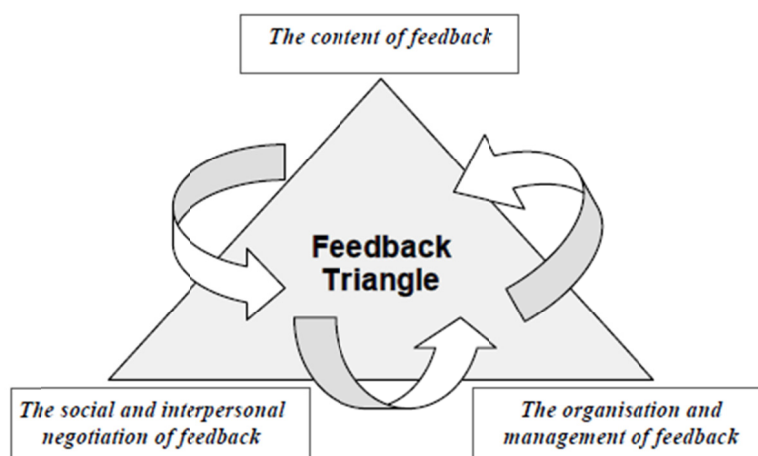 The content of feedback
Feedback
Triangle
The social and interpersonal
negotiation of feedback
The organisation and
management of feedback